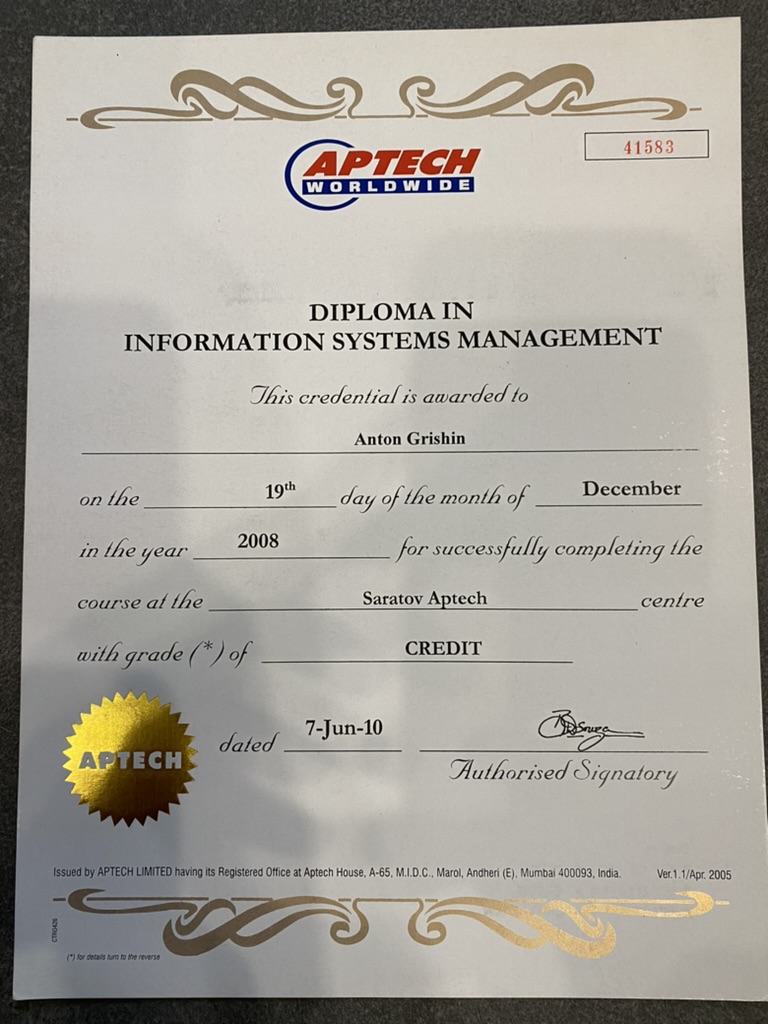 APTECH
WORLDWIDE
41583
DIPLOMA IN
INFORMATION SYSTEMS MANAGEMENT
This credential is awarded to
Anton Grishin
on the 19th day of the month of December
in the year 2008 for successfully completing the
course at the Saratov Aptech centre
with grade (*) of CREDIT
APTECH
dated 7-Jun-10
Authorised Signatory
Issued by APTECH LIMITED having its Registered Office at Aptech House, A-65, M.I.D.C., Marol, Andheri (E), Mumbai 400093, India. Ver.1.1/Apr. 2005
(*) for details turn to the reverse